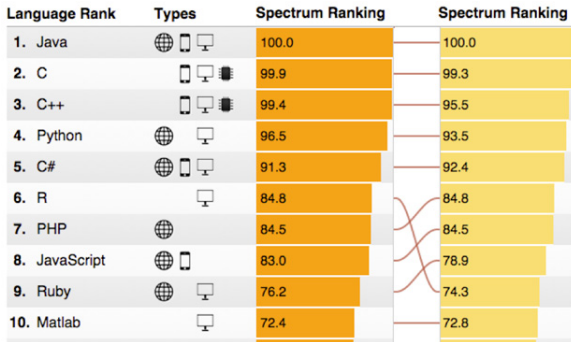 Language Rank Types Spectrum Ranking Spectrum Ranking
1. Java 100.0 100.0
2. C 99.9 99.3
3. C++ 99.4 95.5
4. Python 96.5 93.5
5. C# 91.3 92.4
6. R 84.8 84.8
7. PHP 84.5 84.5
8. JavaScript 83.0 78.9
9. Ruby 76.2 74.3
10. Matlab 72.4 72.8